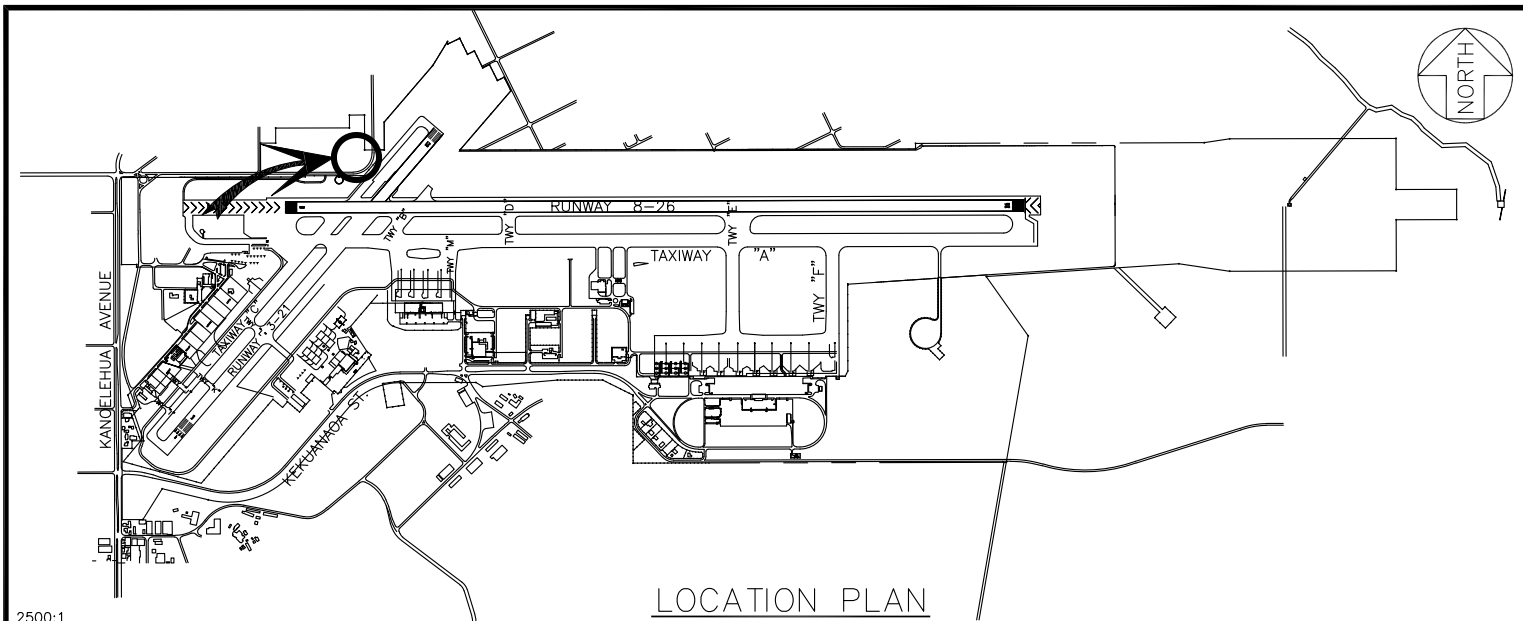 NORTH
RUNWAY 8-26
TWY "B"
TWY "D"
TWY "E"
TWY "M"
TAXIWAY "A"
TWY "F"
KANOELEHUA AVENUE
TAXIWAY "C"
RUNWAY 3-21
KEKUANAOA ST.
LOCATION PLAN
2500:1